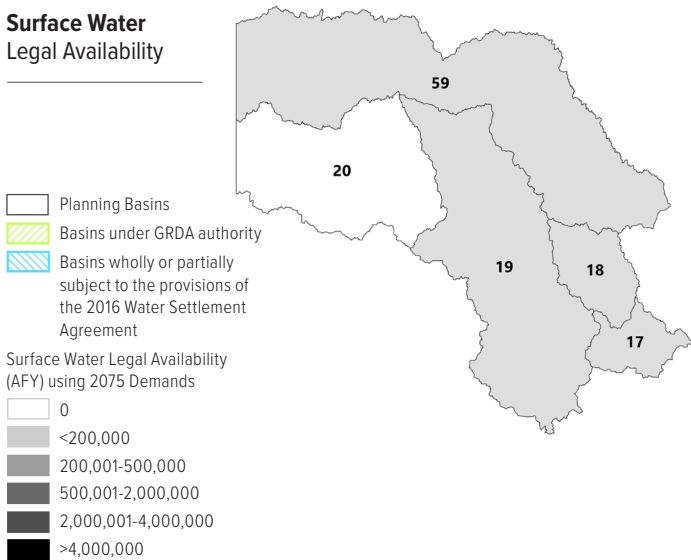 Surface Water
Legal Availability
59
20
19
18
17
Planning Basins
Basins under GRDA authority
Basins wholly or partially
subject to the provisions of
the 2016 Water Settlement
Agreement
Surface Water Legal Availability
(AFY) using 2075 Demands
0
<200,000
200,001-500,000
500,001-2,000,000
2,000,001-4,000,000
>4,000,000